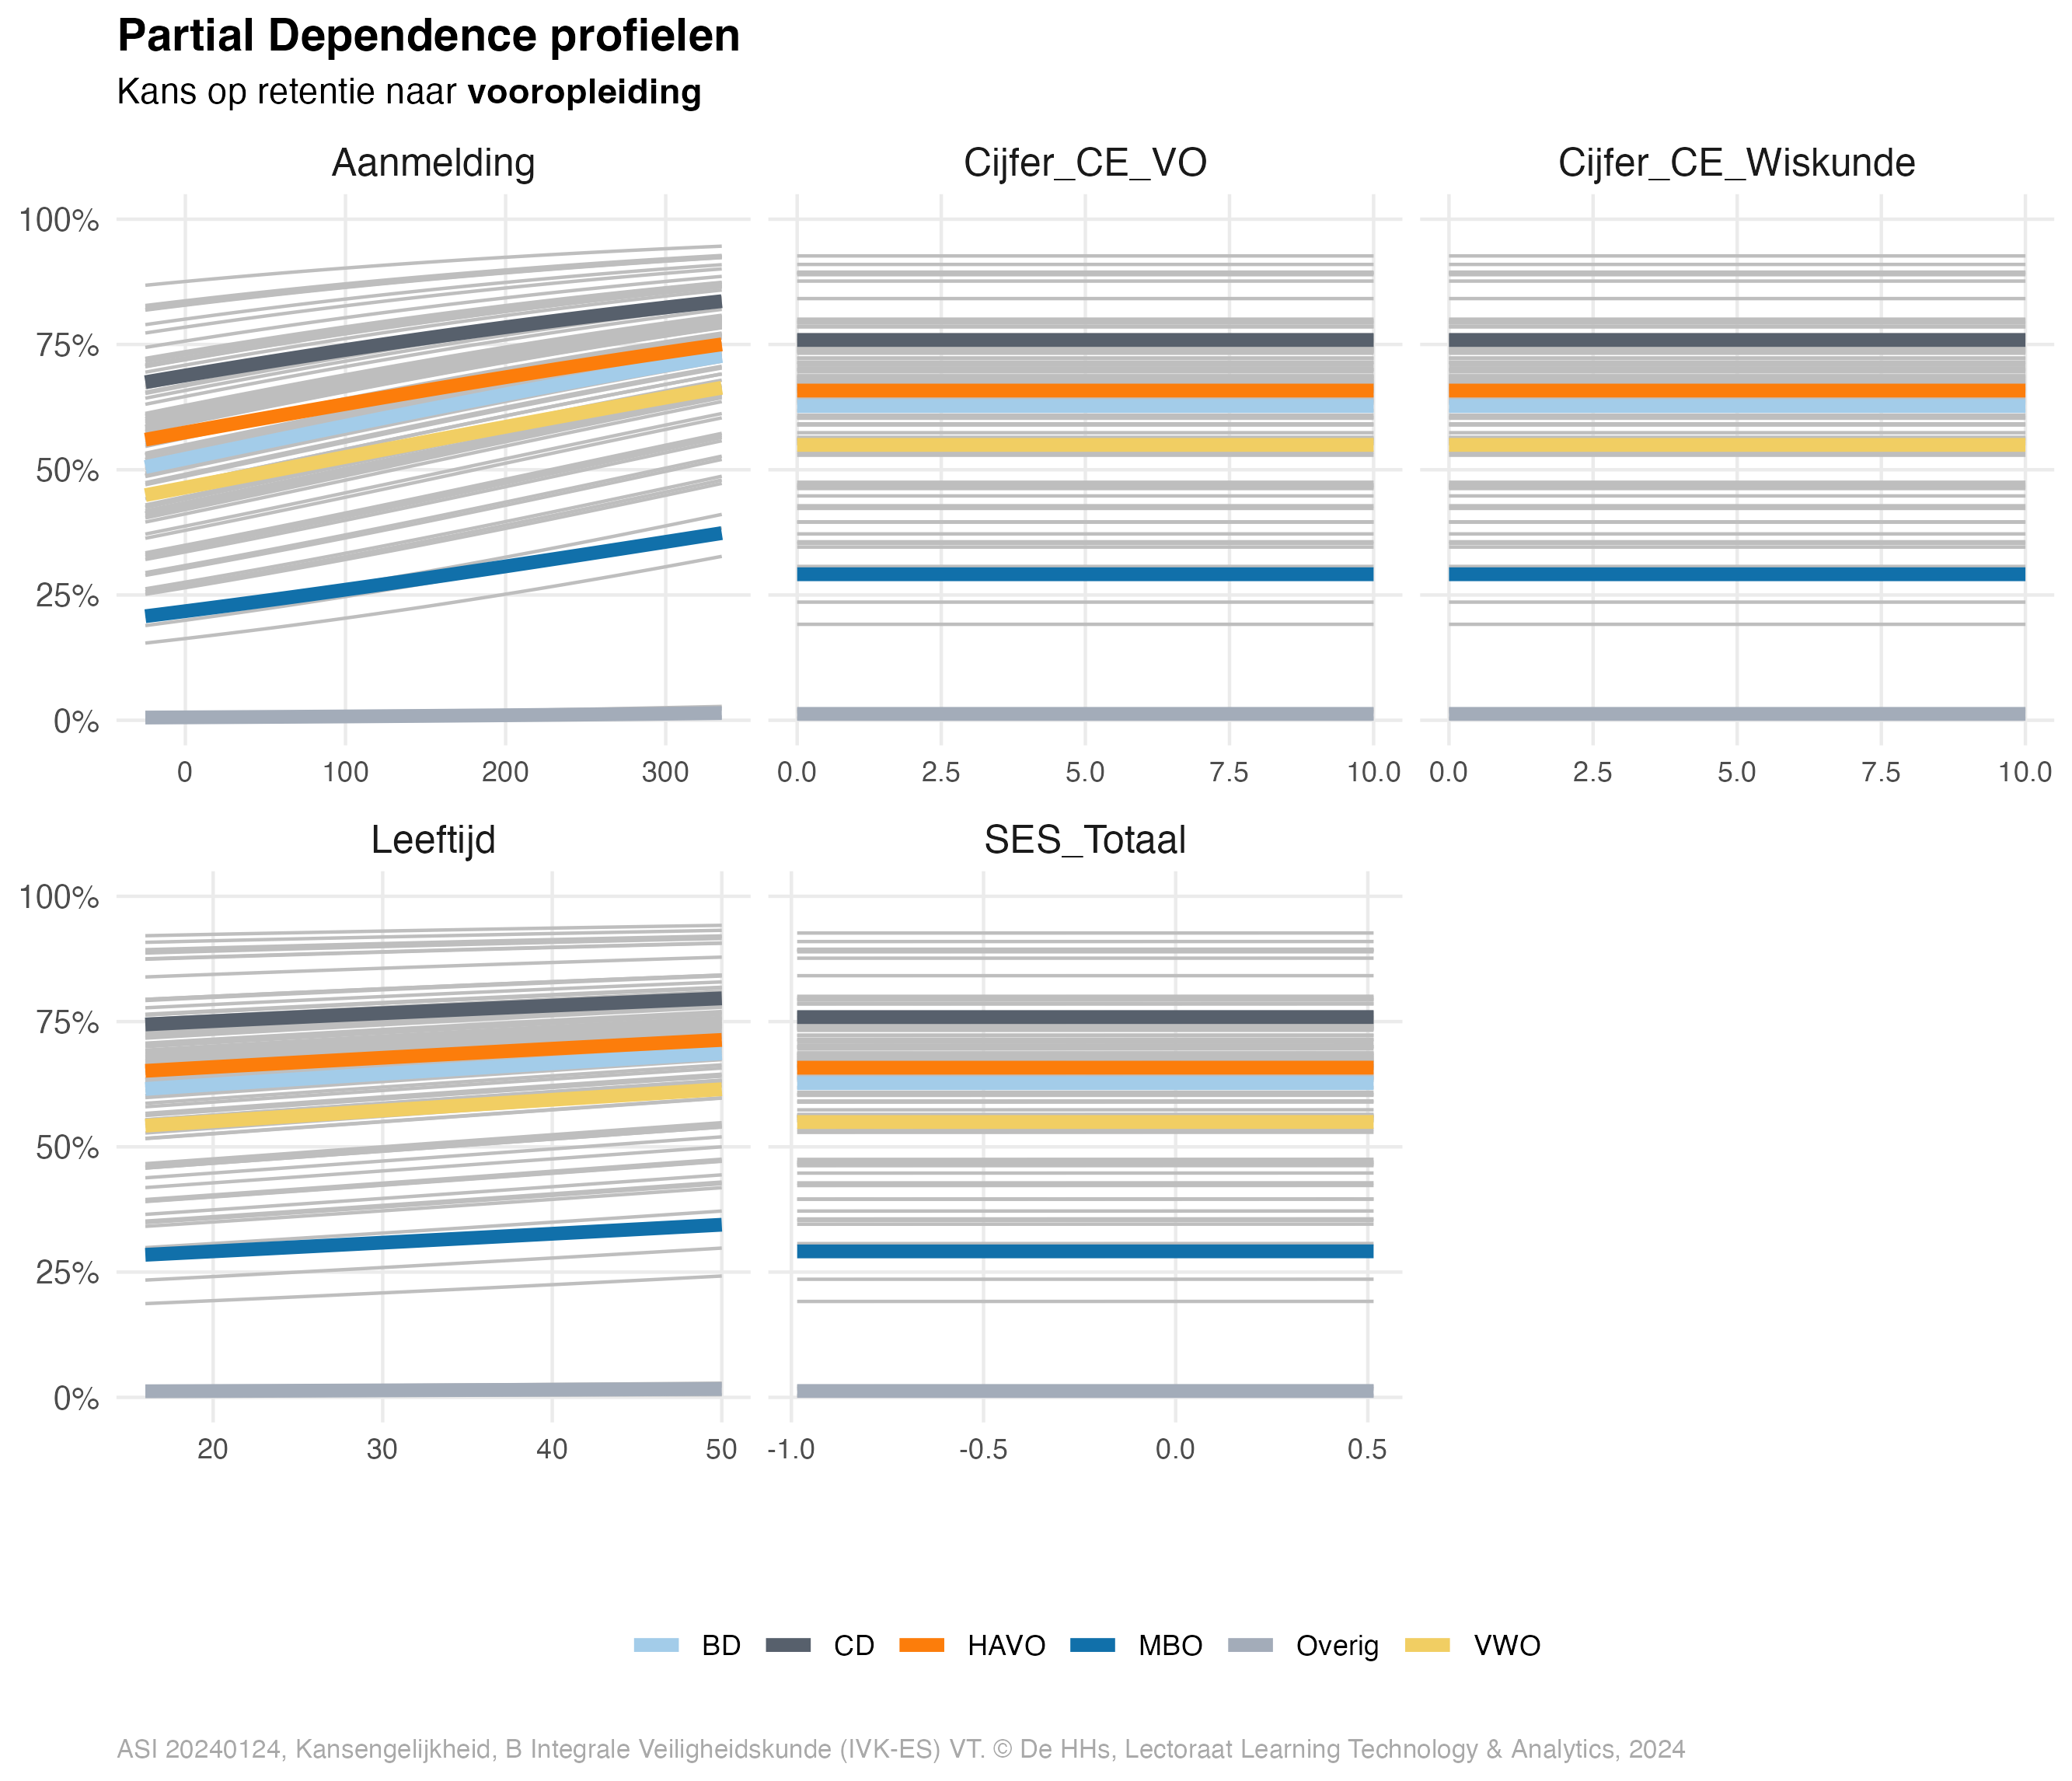 Partial Dependence profielen
Kans op retentie naar vooropleiding
Aanmelding
Cijfer_CE_VO
Cijfer_CE_Wiskunde
100%
75%
50%
25%
0%
0 100 200 300
0.0 2.5 5.0 7.5 10.0
0.0 2.5 5.0 7.5 10.0
Leeftijd
SES_Totaal
100%
75%
50%
25%
0%
20 30 40 50
-1.0 -0.5 0.0 0.5
BD CD HAVO MBO Overig VWO
ASI 20240124, Kansengelijkheid, B Integrale Veiligheidskunde (IVK-ES) VT. © De HHs, Lectoraat Learning Technology & Analytics, 2024